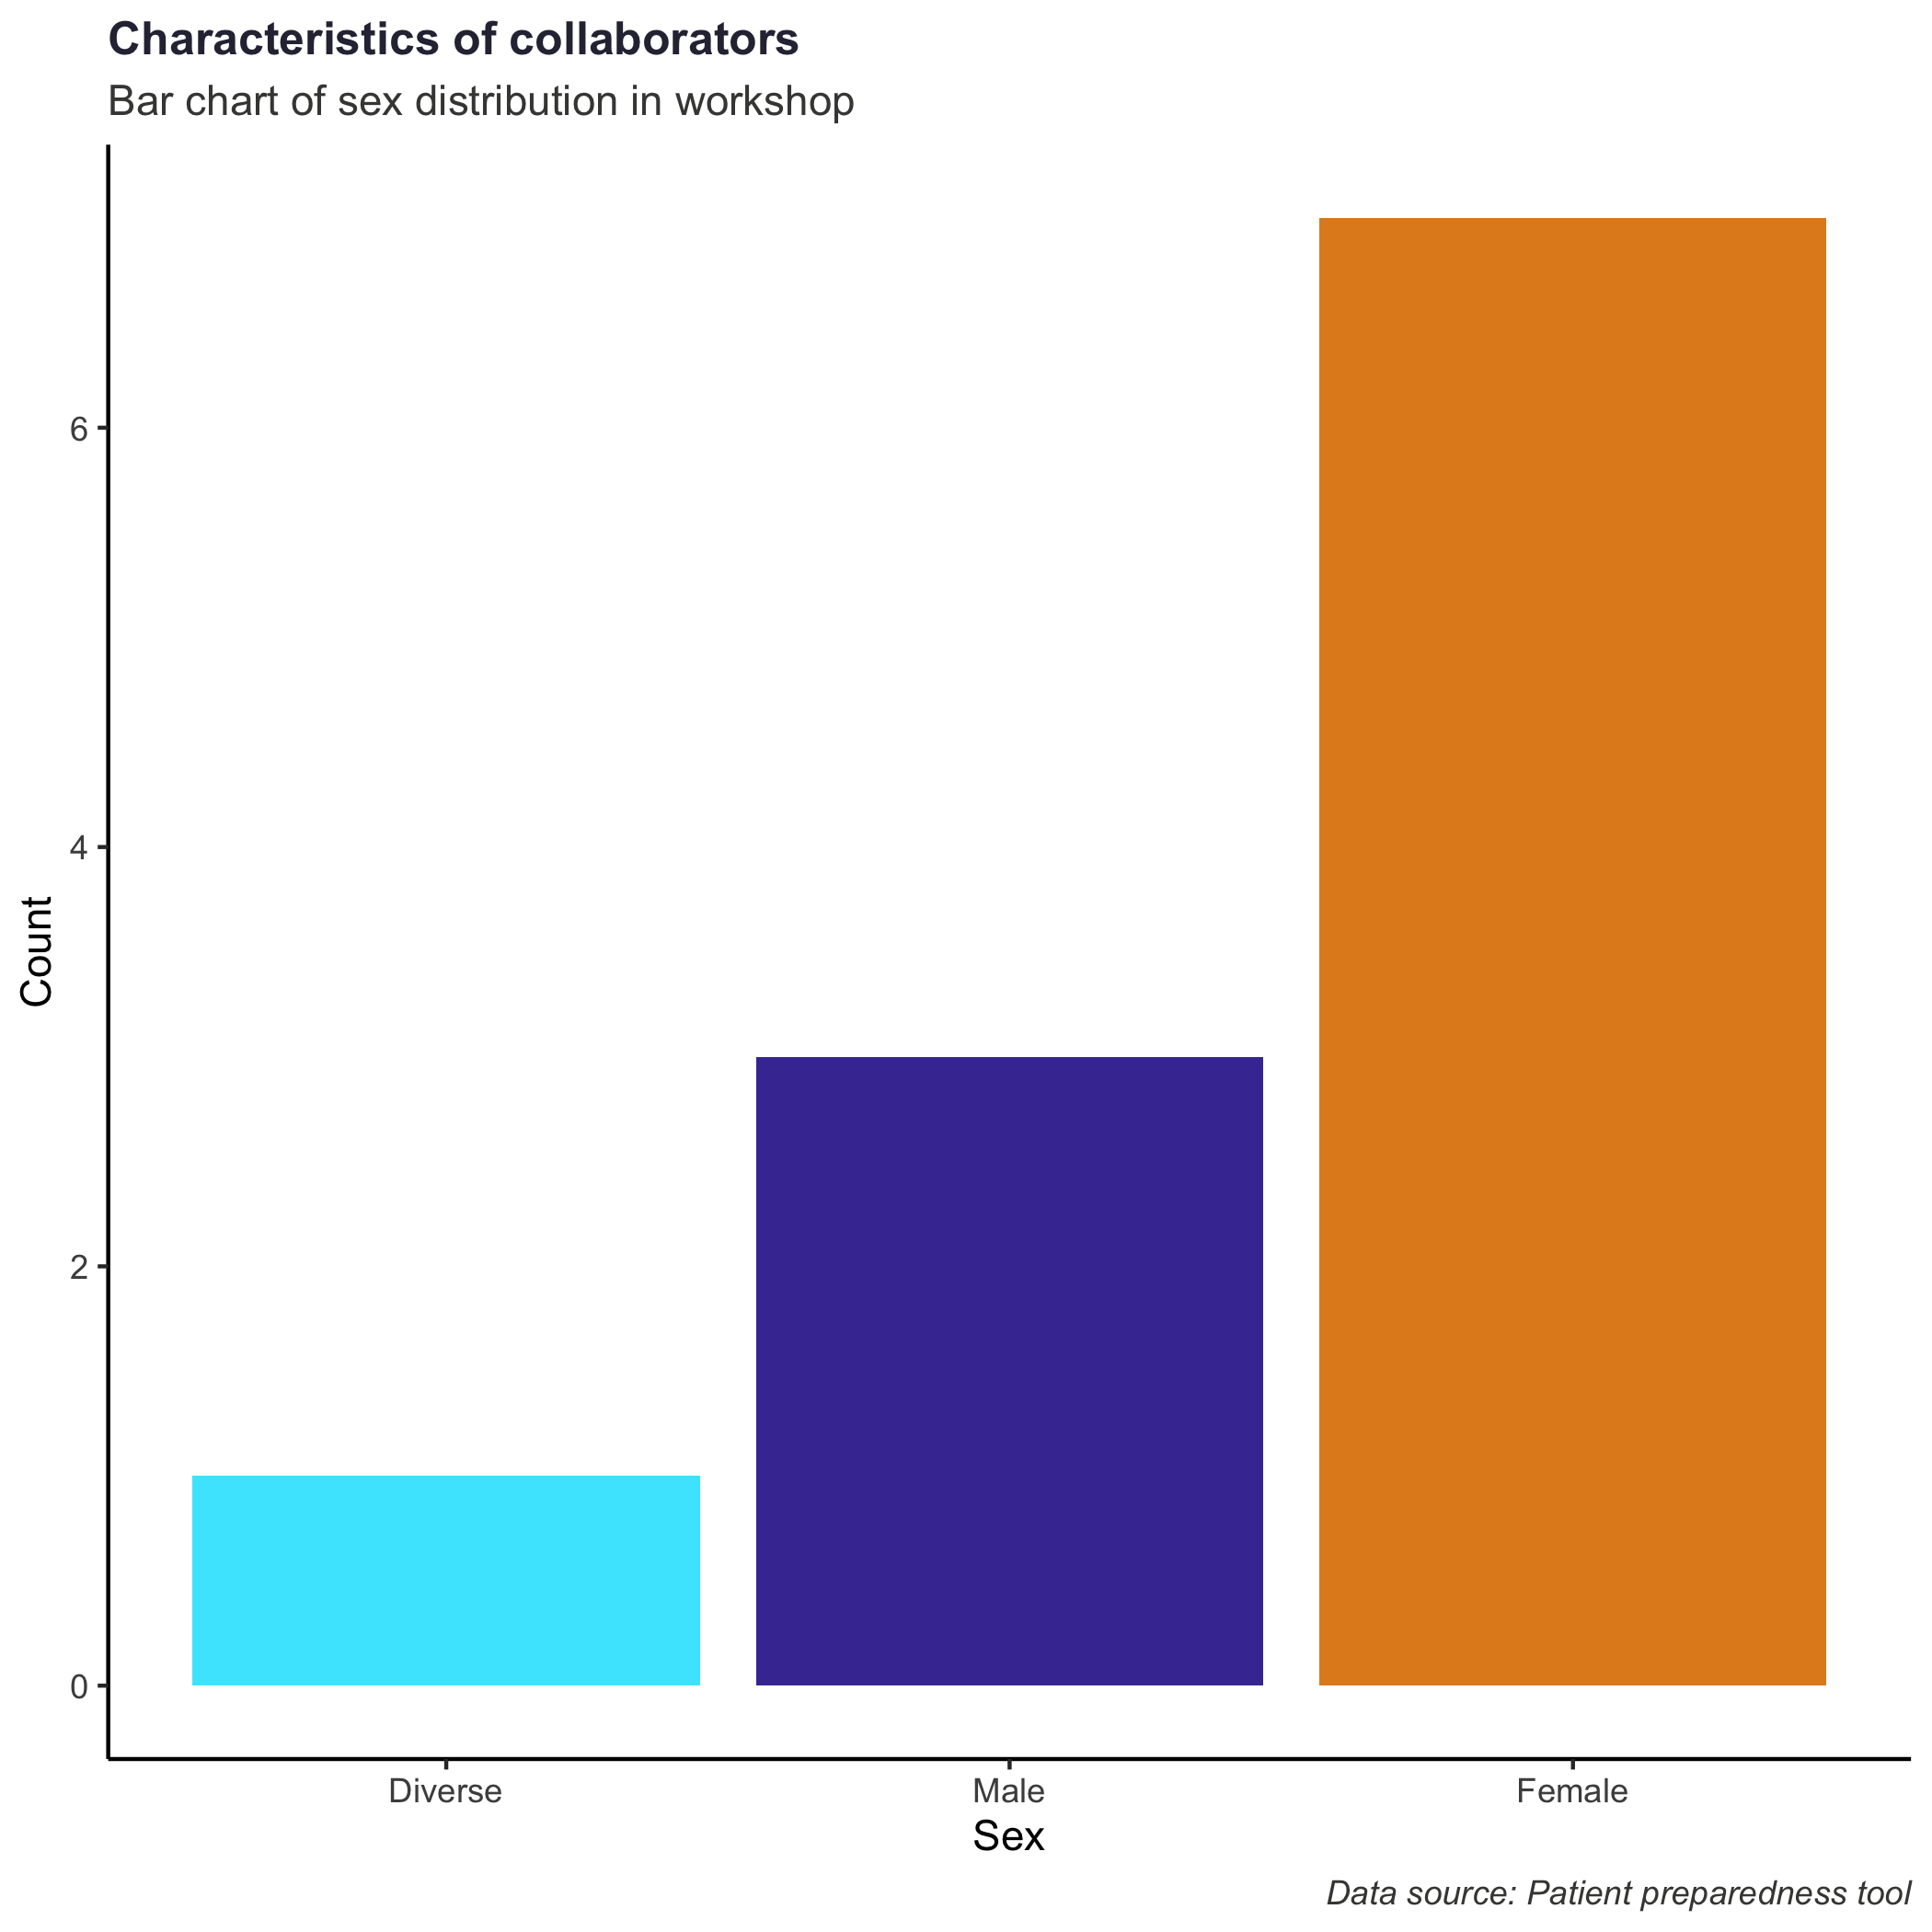 Characteristics of collaborators
Bar chart of sex distribution in workshop
Count
6
4
2
0
Diverse Male Female
Sex
Data source: Patient preparedness tool